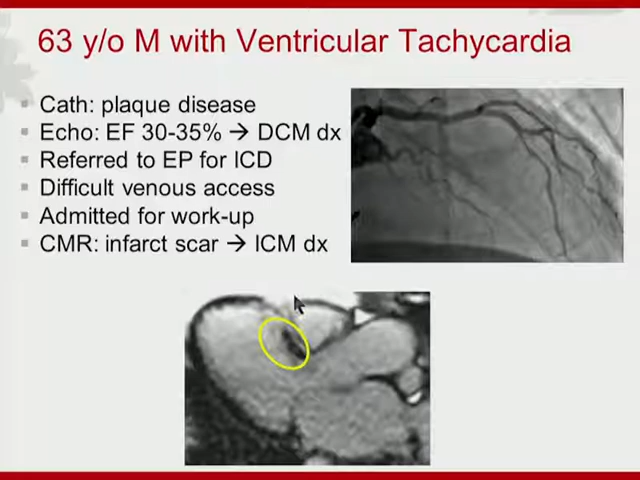 63 y/o M with Ventricular Tachycardia
Cath: plaque disease
Echo: EF 30-35% → DCM dx
Referred to EP for ICD
Difficult venous access
Admitted for work-up
CMR: infarct scar → ICM dx